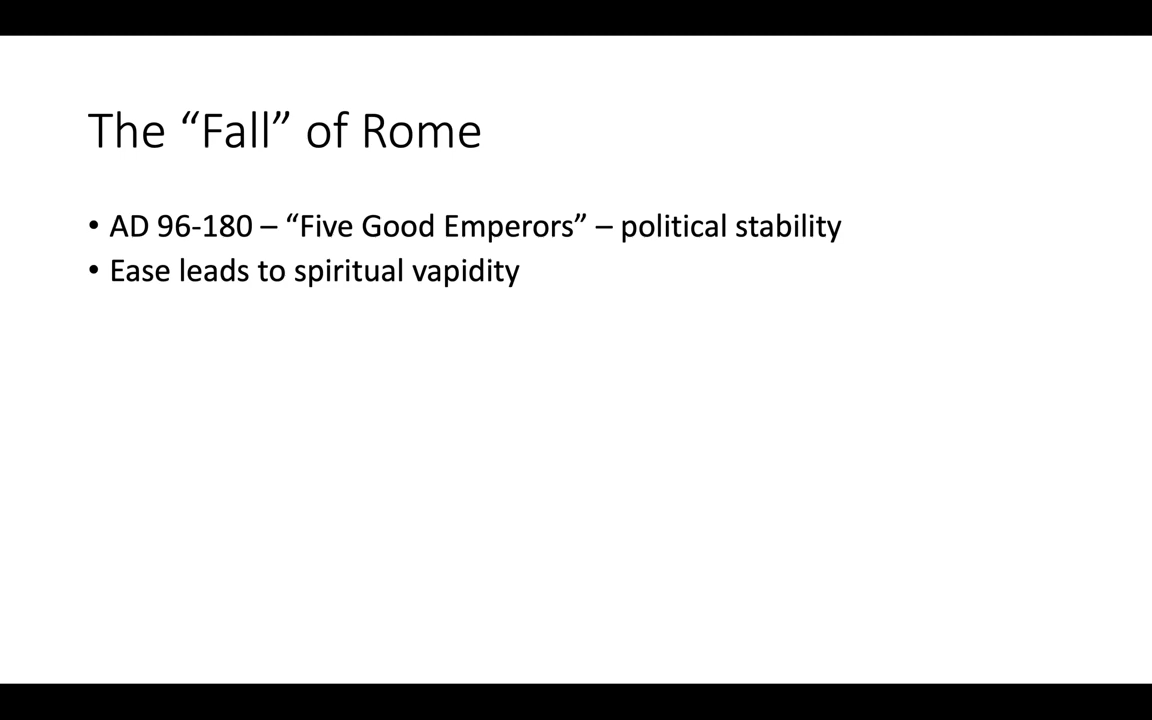 The “Fall” of Rome
• AD 96-180 – “Five Good Emperors” – political stability
• Ease leads to spiritual vapidity